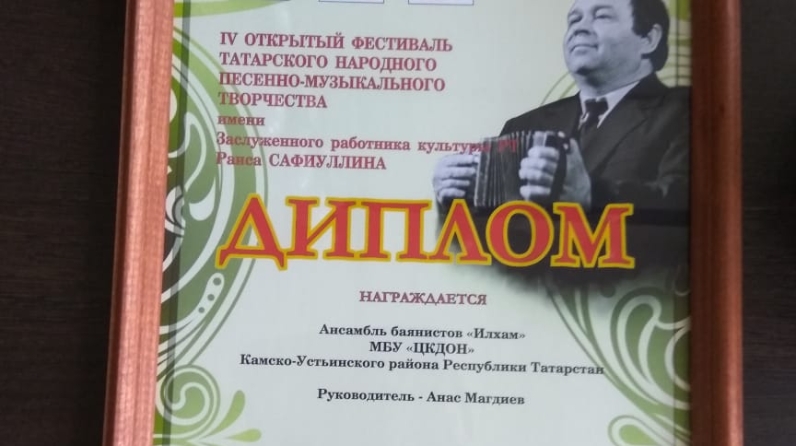 IV ОТКРЫТЫЙ ФЕСТИВАЛЬ
ТАТАРСКОГО НАРОДНОГО
ПЕСЕННО-МУЗЫКАЛЬНОГО
ТВОРЧЕСТВА
имени
Заслуженного работника культуры РТ
Раиса САФИУЛЛИНА
ДИПЛОМ
НАГРАЖДАЕТСЯ
Ансамбль баянистов «Илхам»
МБУ «ЦКДОН»
Камско-Устьинского района Республики Татарстан
Руководитель - Анас Магдиев